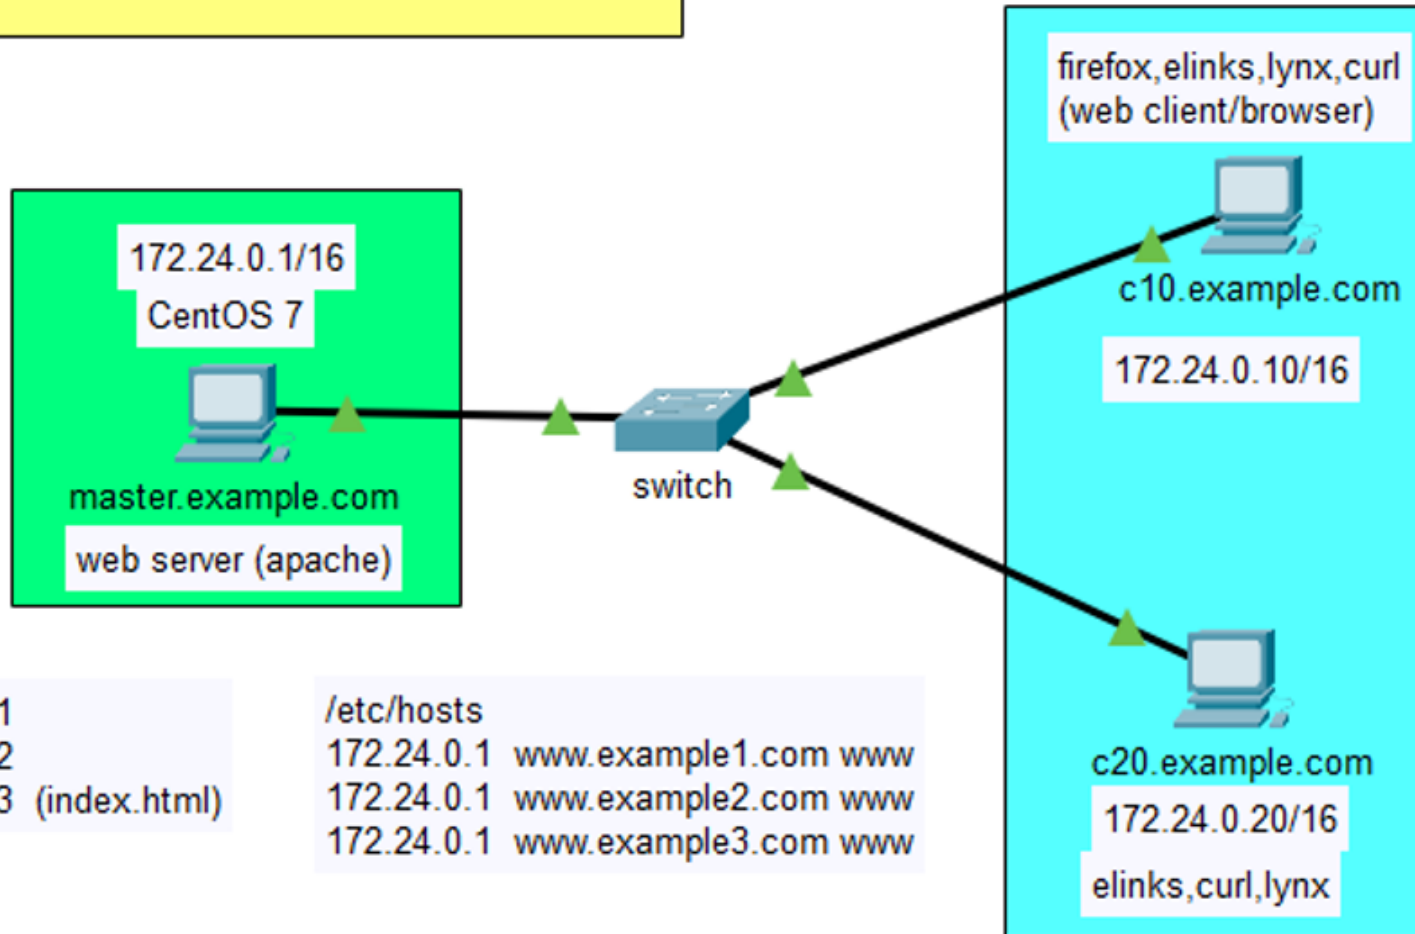 firefox,elinks,lynx,curl
(web client/browser)
172.24.0.1/16
CentOS 7
master.example.com
web server (apache)
switch
c10.example.com
172.24.0.10/16
1
2
3 (index.html)
/etc/hosts
172.24.0.1 www.example1.com www
172.24.0.1 www.example2.com www
172.24.0.1 www.example3.com www
c20.example.com
172.24.0.20/16
elinks,curl,lynx